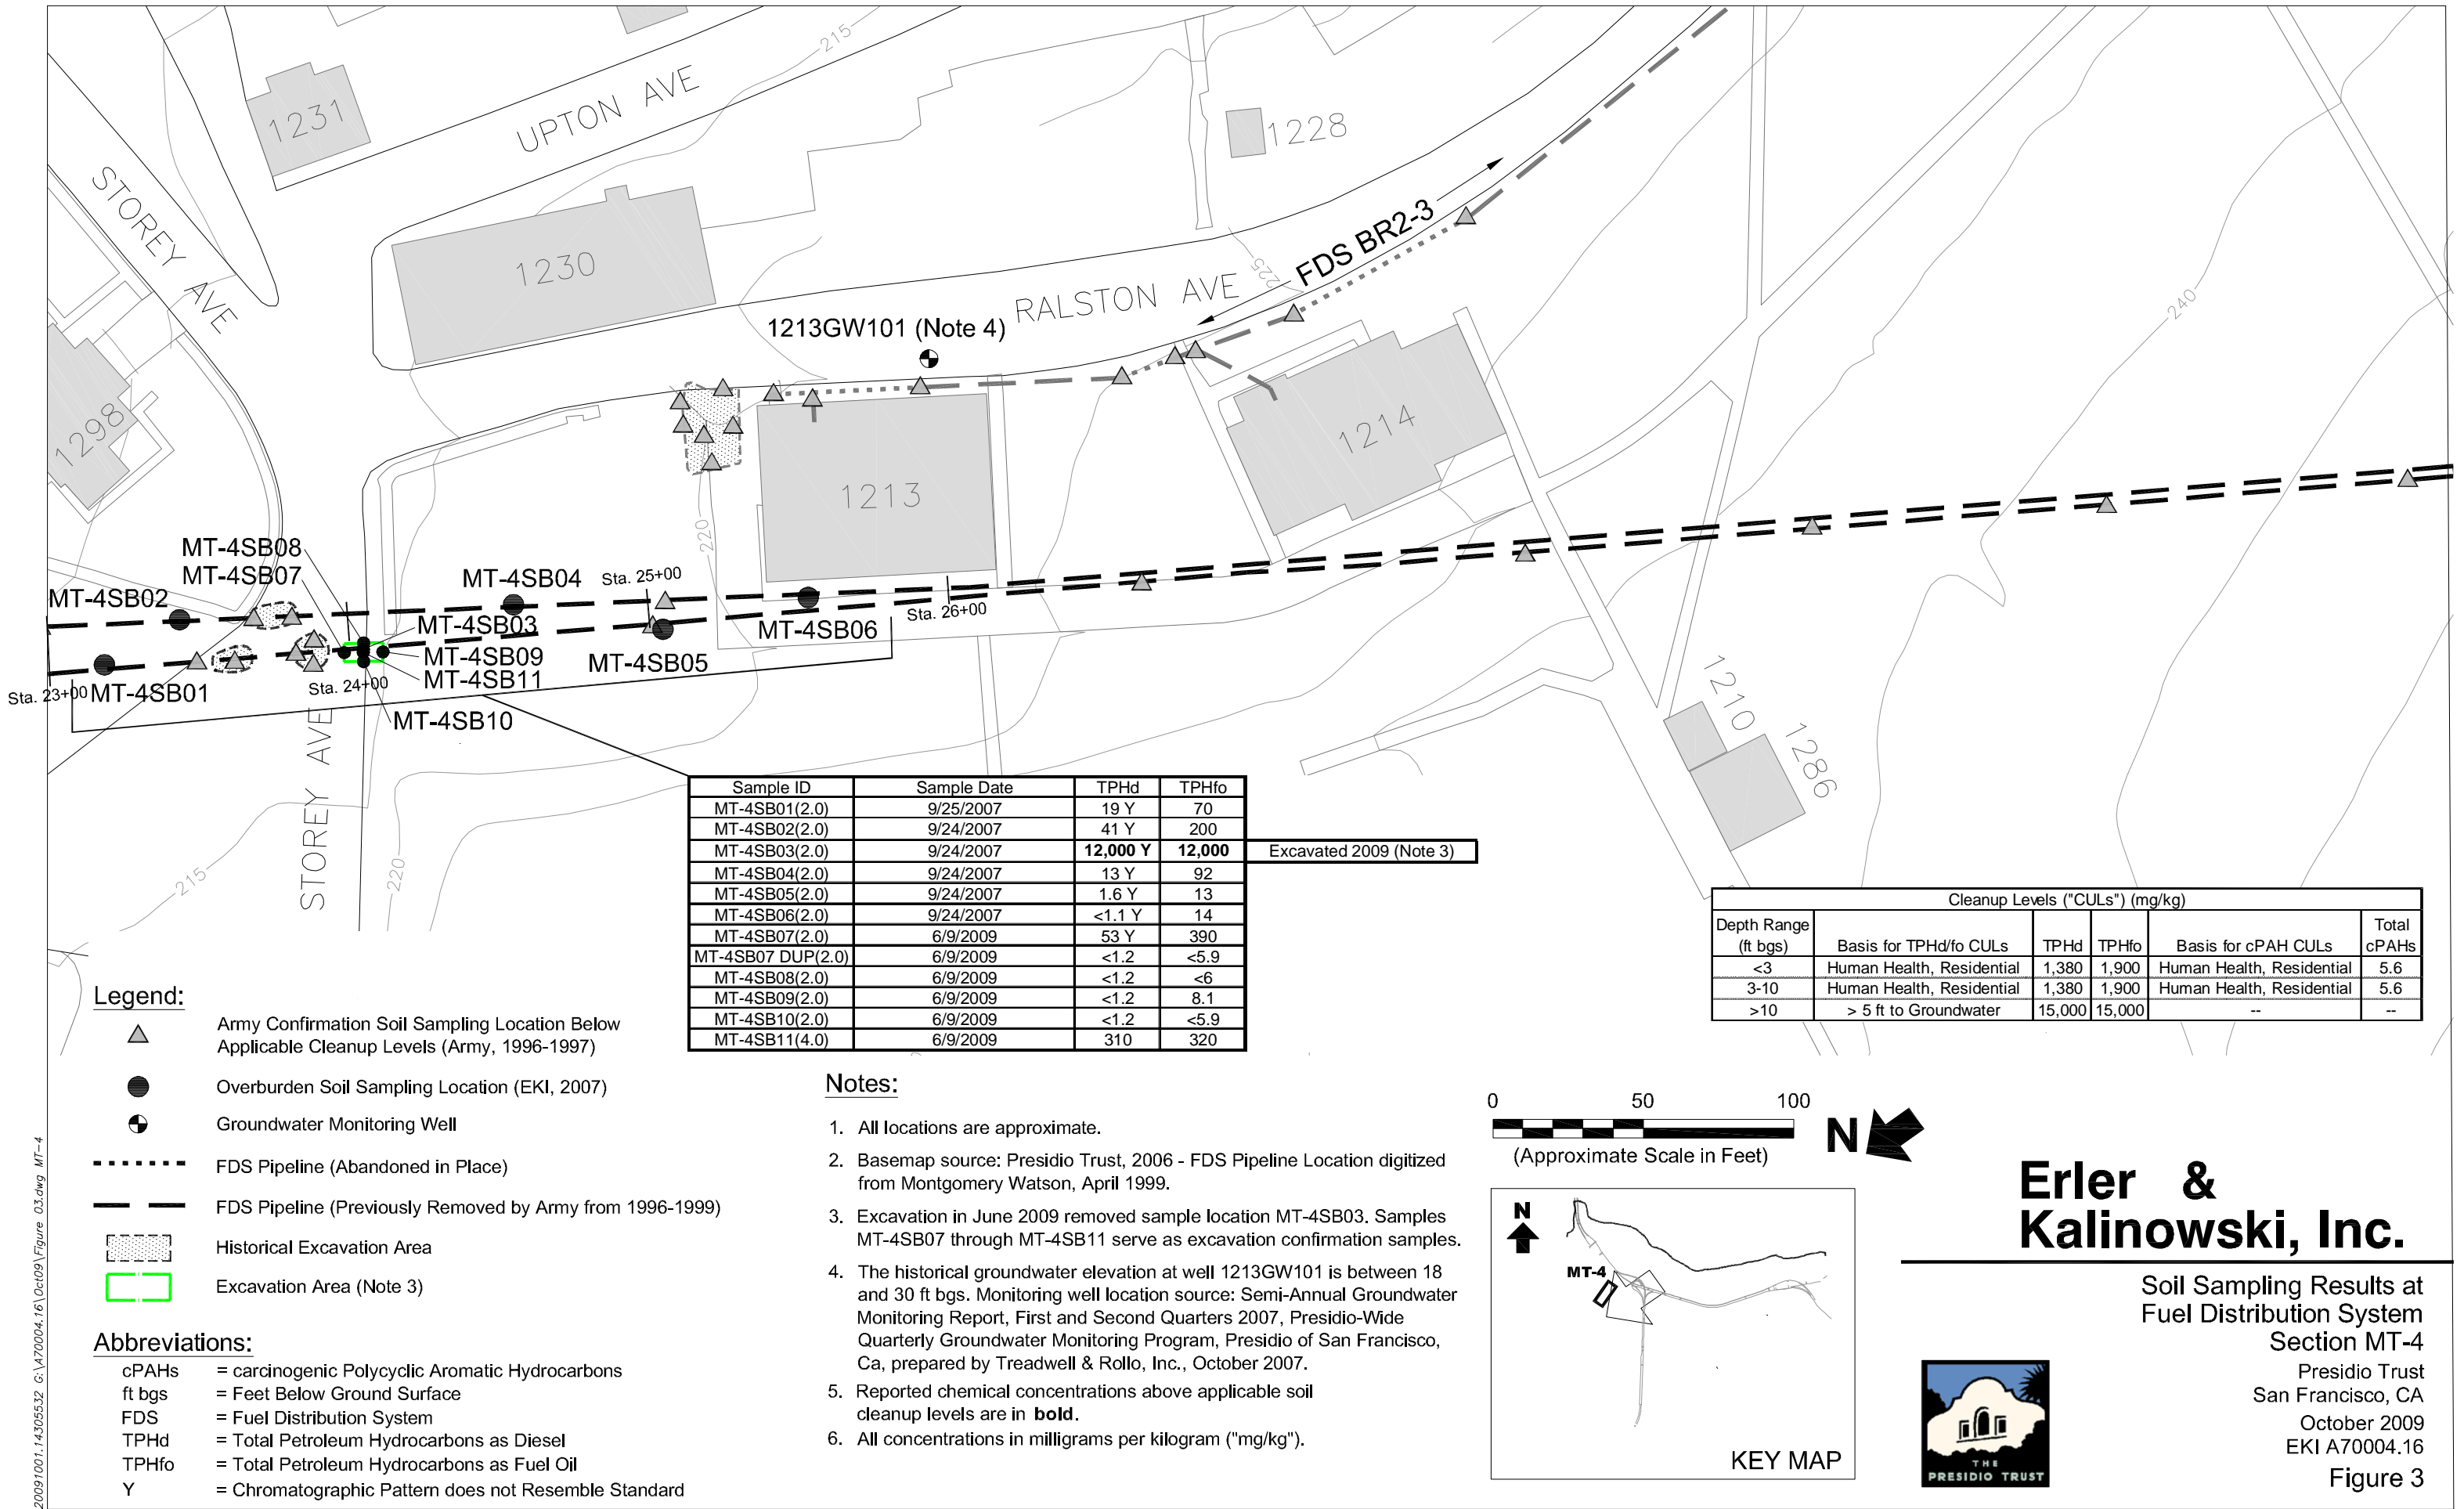 215
UPTON AVE
1231
STOREY AVE
1228
1230
FDS BR2-3
225
RALSTON AVE
1213GW101 (Note 4)
240
1298
1214
1213
220
MT-4SB08
MT-4SB07
MT-4SB04
Sta. 25+00
MT-4SB02
MT-4SB03
MT-4SB06
Sta. 26+00
MT-4SB09
MT-4SB05
MT-4SB11
Sta. 23+00
MT-4SB01
Sta. 24+00
MT-4SB10
1210
1286
STOREY AVE
215
220
Sample ID Sample Date TPHd TPHfo
MT-4SB01(2.0) 9/25/2007 19 Y 70
MT-4SB02(2.0) 9/24/2007 41 Y 200
MT-4SB03(2.0) 9/24/2007 12,000 Y 12,000 Excavated 2009 (Note 3)
MT-4SB04(2.0) 9/24/2007 13 Y 92
MT-4SB05(2.0) 9/24/2007 1.6 Y 13
MT-4SB06(2.0) 9/24/2007 <1.1 Y 14
MT-4SB07(2.0) 6/9/2009 53 Y 390
MT-4SB07 DUP(2.0) 6/9/2009 <1.2 <5.9
MT-4SB08(2.0) 6/9/2009 <1.2 <6
MT-4SB09(2.0) 6/9/2009 <1.2 8.1
MT-4SB10(2.0) 6/9/2009 <1.2 <5.9
MT-4SB11(4.0) 6/9/2009 310 320
Cleanup Levels ("CULs") (mg/kg)
Depth Range (ft bgs) Basis for TPHd/fo CULs TPHd TPHfo Basis for cPAH CULs Total cPAHs
<3 Human Health, Residential 1,380 1,900 Human Health, Residential 5.6
3-10 Human Health, Residential 1,380 1,900 Human Health, Residential 5.6
>10 > 5 ft to Groundwater 15,000 15,000 -- --
Legend:
Army Confirmation Soil Sampling Location Below
Applicable Cleanup Levels (Army, 1996-1997)
Overburden Soil Sampling Location (EKI, 2007)
Groundwater Monitoring Well
FDS Pipeline (Abandoned in Place)
FDS Pipeline (Previously Removed by Army from 1996-1999)
Historical Excavation Area
Excavation Area (Note 3)
Abbreviations:
cPAHs = carcinogenic Polycyclic Aromatic Hydrocarbons
ft bgs = Feet Below Ground Surface
FDS = Fuel Distribution System
TPHd = Total Petroleum Hydrocarbons as Diesel
TPHfo = Total Petroleum Hydrocarbons as Fuel Oil
Y = Chromatographic Pattern does not Resemble Standard
Notes:
1. All locations are approximate.
2. Basemap source: Presidio Trust, 2006 - FDS Pipeline Location digitized
from Montgomery Watson, April 1999.
3. Excavation in June 2009 removed sample location MT-4SB03. Samples
MT-4SB07 through MT-4SB11 serve as excavation confirmation samples.
4. The historical groundwater elevation at well 1213GW101 is between 18
and 30 ft bgs. Monitoring well location source: Semi-Annual Groundwater
Monitoring Report, First and Second Quarters 2007, Presidio-Wide
Quarterly Groundwater Monitoring Program, Presidio of San Francisco,
Ca, prepared by Treadwell & Rollo, Inc., October 2007.
5. Reported chemical concentrations above applicable soil
cleanup levels are in bold.
6. All concentrations in milligrams per kilogram ("mg/kg").
0 50 100
(Approximate Scale in Feet)
N
N
MT-4
KEY MAP
Erler &
Kalinowski, Inc.
Soil Sampling Results at
Fuel Distribution System
Section MT-4
Presidio Trust
San Francisco, CA
October 2009
EKI A70004.16
Figure 3
THE
PRESIDIO TRUST
20091001.14305532 G:\A70004.16\Oct09\Figure 03.dwg MT-4